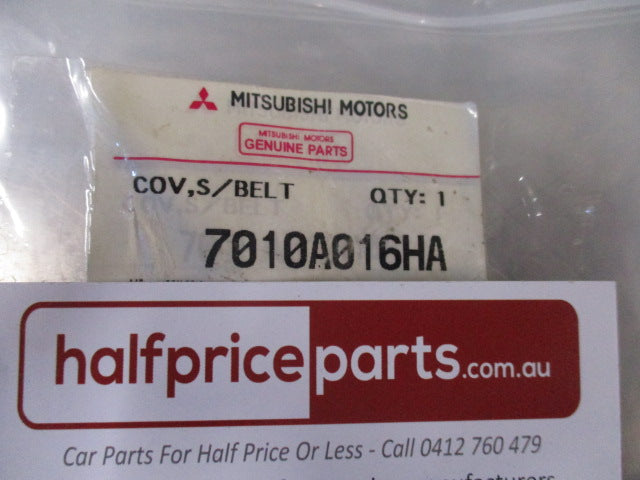 MITSUBISHI MOTORS
MITSUBISHI MOTORS
GENUINE PARTS
COV,S/BELT QTY: 1
7010A016HA
halfpriceparts.com.au
Car Parts For Half Price Or Less - Call 0412 760 479